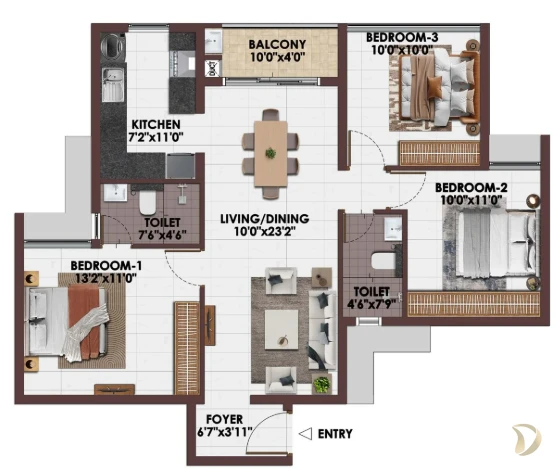 BEDROOM-3
10'0"x10'0"
BALCONY
10'0"x4'0"
DUCT
KITCHEN
7'2"x11'0"
BEDROOM-2
10'0"x11'0"
TOILET
7'6"x4'6"
LIVING/DINING
10'0"x23'2"
BEDROOM-1
13'2"x11'0"
TOILET
4'6"x7'9"
FOYER
6'7"x3'11"
ENTRY